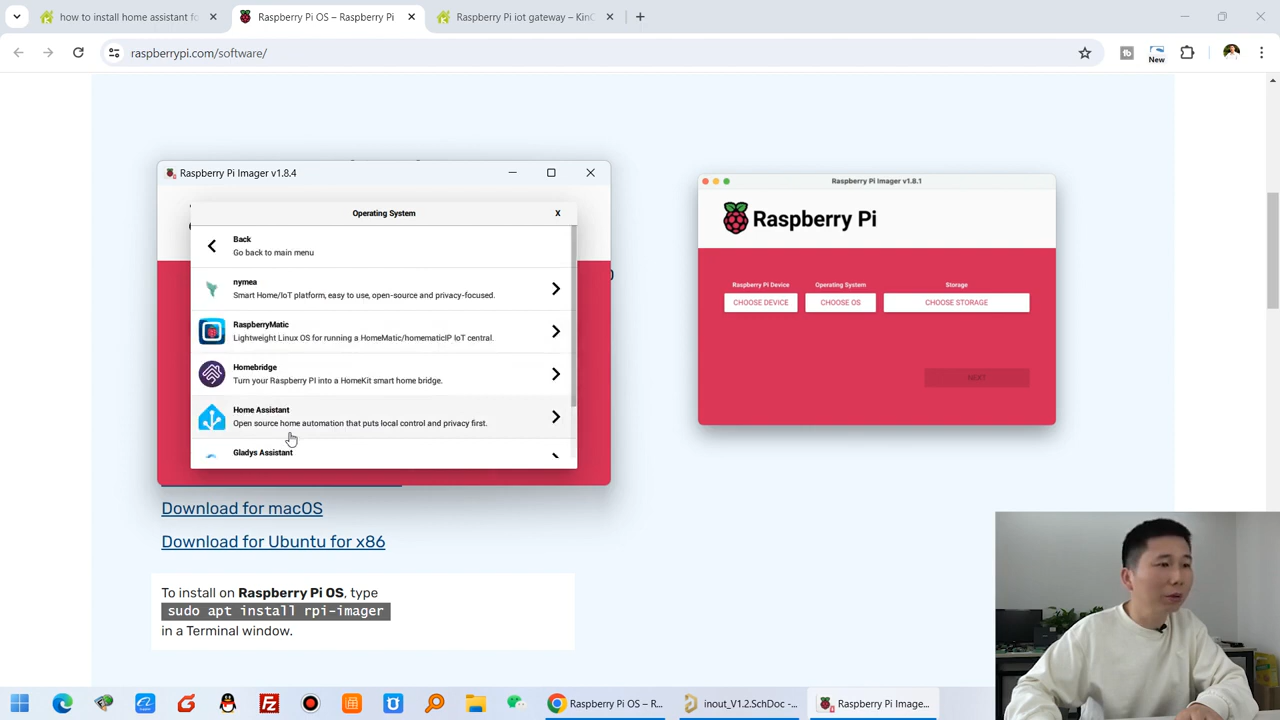 how to install home assistant fo
Raspberry Pi OS – Raspberry Pi
Raspberry Pi iot gateway – KinC
raspberrypi.com/software/
New
Raspberry Pi Imager v1.8.4
Operating System
X
Back
Go back to main menu
nymea
Smart Home/IoT platform, easy to use, open-source and privacy-focused.
RaspberryMatic
Lightweight Linux OS for running a HomeMatic/homematicIP IoT central.
Homebridge
Turn your Raspberry PI into a HomeKit smart home bridge.
Home Assistant
Open source home automation that puts local control and privacy first.
Gladys Assistant
Raspberry Pi Imager v1.8.1
Raspberry Pi
Raspberry Pi Device
Operating System
Storage
CHOOSE DEVICE
CHOOSE OS
CHOOSE STORAGE
NEXT
Download for macOS
Download for Ubuntu for x86
To install on Raspberry Pi OS, type
sudo apt install rpi-imager
in a Terminal window.
Raspberry Pi OS – R...
inout_V1.2.SchDoc -...
Raspberry Pi Image...